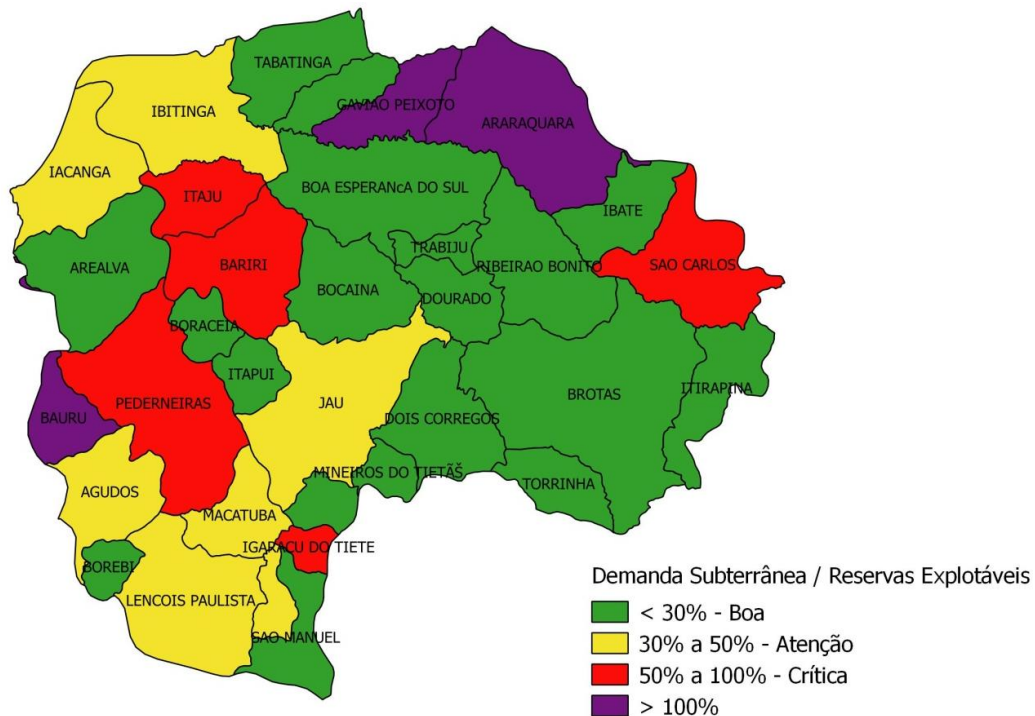 TABATINGA
GAVIAO PEIXOTO
IBITINGA
ARARAQUARA
IACANGA
ITAJU
BOA ESPERANcA DO SUL
IBATE
TRABIJU
AREALVA
BARIRI
RIBEIRAO BONITO
SAO CARLOS
BOCAINA
DOURADO
BORACEIA
ITAPUI
PEDERNEIRAS
JAU
BROTAS
ITIRAPINA
BAURU
DOIS CORREGOS
MINEIROS DO TIETÃŠ
TORRINHA
AGUDOS
MACATUBA
IGARACU DO TIETE
BOREBI
LENCOIS PAULISTA
SAO MANUEL
Demanda Subterrânea / Reservas Explotáveis
< 30% - Boa
30% a 50% - Atenção
50% a 100% - Crítica
> 100%